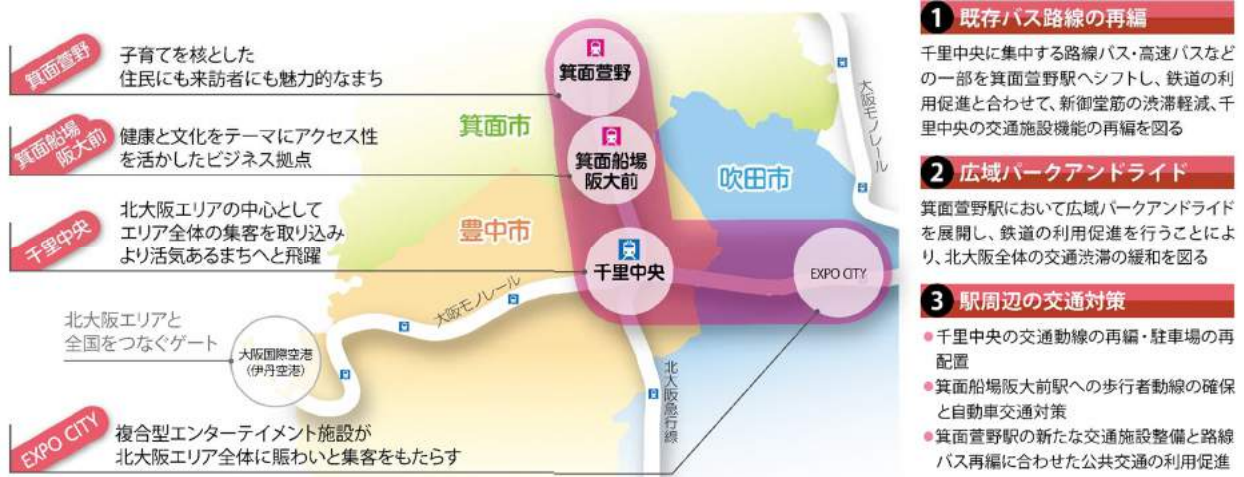 箕面萱野
子育てを核とした
住民にも来訪者にも魅力的なまち
箕面船場
阪大前
健康と文化をテーマにアクセス性
を活かしたビジネス拠点
千里中央
北大阪エリアの中心として
エリア全体の集客を取り込み
より活気あるまちへと飛躍
北大阪エリアと
全国をつなぐゲート
EXPO CITY
複合型エンターテイメント施設が
北大阪エリア全体に賑わいと集客をもたらす
箕面萱野
箕面市
箕面船場
阪大前
吹田市
大阪モノレール
豊中市
千里中央
EXPO CITY
大阪モノレール
大阪国際空港
(伊丹空港)
北大阪急行線
1 既存バス路線の再編
千里中央に集中する路線バス・高速バスなど
の一部を箕面萱野駅へシフトし、鉄道の利
用促進と合わせて、新御堂筋の渋滞軽減、千
里中央の交通施設機能の再編を図る
2 広域パークアンドライド
箕面萱野駅において広域パークアンドライド
を展開し、鉄道の利用促進を行うことによ
り、北大阪全体の交通渋滞の緩和を図る
3 駅周辺の交通対策
●千里中央の交通動線の再編・駐車場の再
配置
●箕面船場阪大前駅への歩行者動線の確保
と自動車交通対策
●箕面萱野駅の新たな交通施設整備と路線
バス再編に合わせた公共交通の利用促進